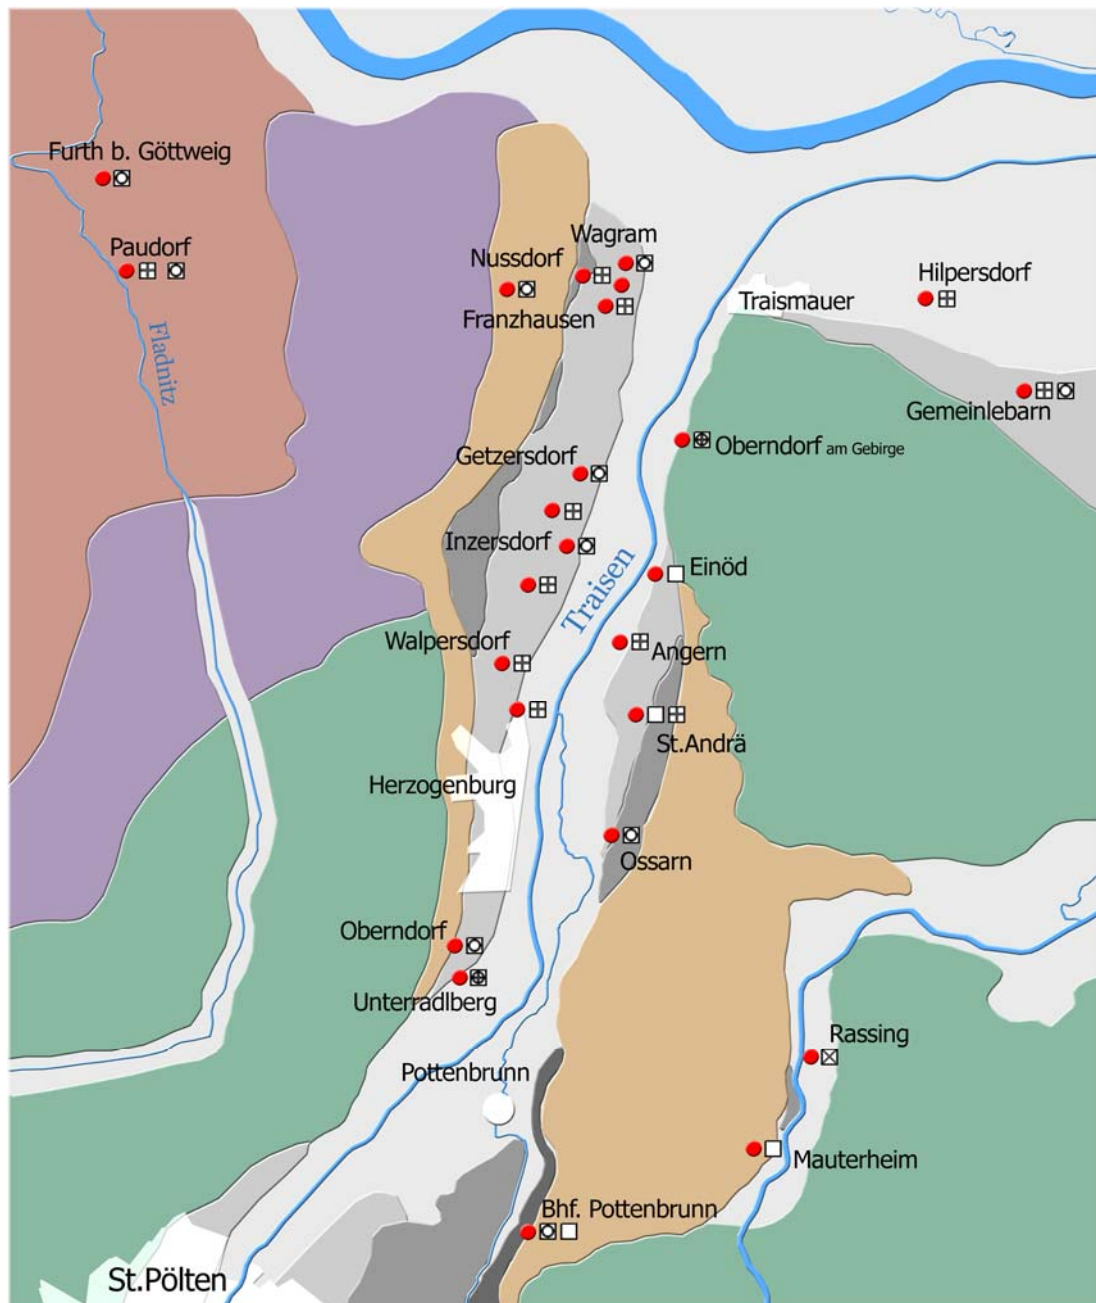 Furth b. Göttweig
Paudorf
Fladnitz
Nussdorf
Wagram
Franzhausen
Traismauer
Hilpersdorf
Gemeinlebarn
Oberndorf am Gebirge
Getzersdorf
Inzersdorf
Traisen
Einöd
Walpersdorf
Angern
St.Andrä
Herzogenburg
Ossarn
Oberndorf
Unterradlberg
Rassing
Pottenbrunn
Mauterheim
Bhf. Pottenbrunn
St.Pölten